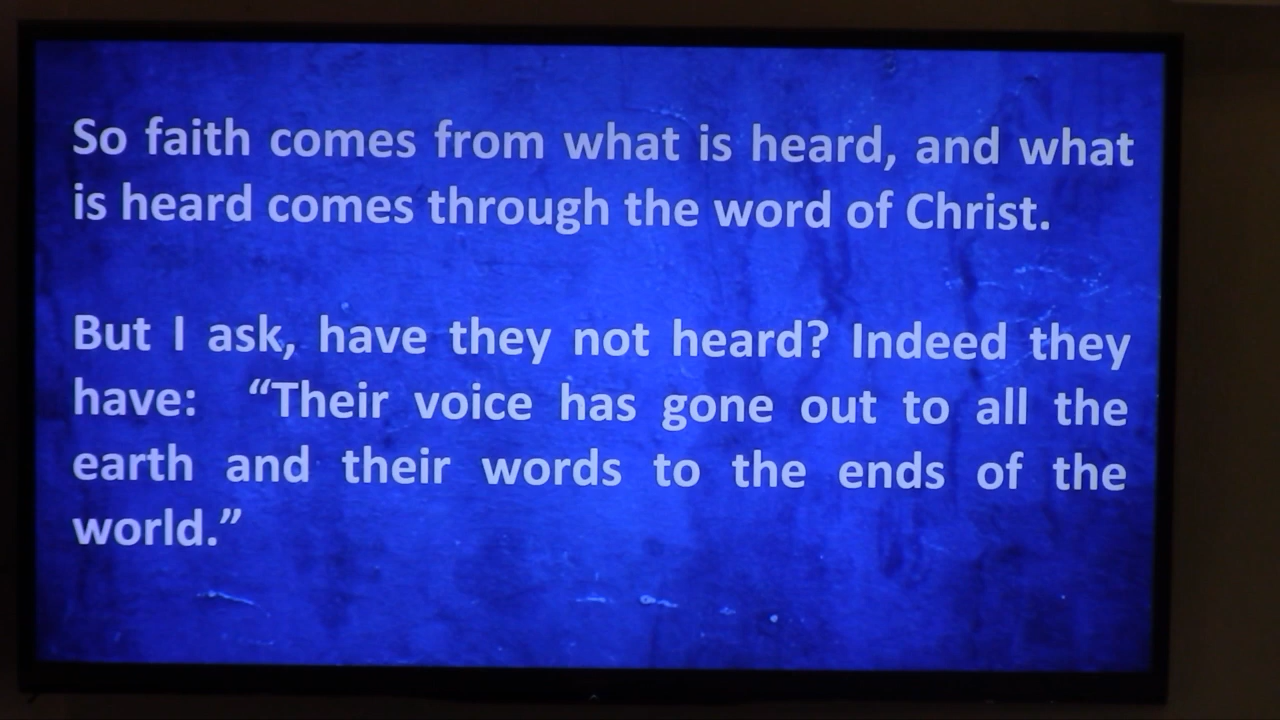 So faith comes from what is heard, and what
is heard comes through the word of Christ.
But I ask, have they not heard? Indeed they
have: “Their voice has gone out to all the
earth and their words to the ends of the
world.”